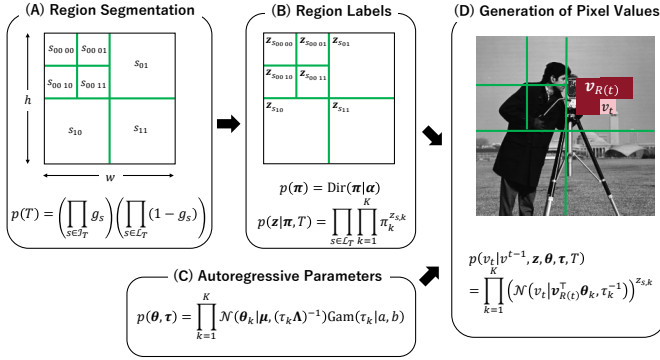 (A) Region Segmentation
s₀₀ ₀₀ s₀₀ ₀₁ s₀₁
s₀₀ ₁₀ s₀₀ ₁₁
h
s₁₀ s₁₁
w
p(T) = (∏_{s∈ℐ_T} g_s)(∏_{s∈ℒ_T} (1 − g_s))
(B) Region Labels
z_{s₀₀ ₀₀} z_{s₀₀ ₀₁} z_{s₀₁}
z_{s₀₀ ₁₀} z_{s₀₀ ₁₁}
z_{s₁₀} z_{s₁₁}
p(π) = Dir(π|α)
p(z|π, T) = ∏_{s∈ℒ_T} ∏_{k=1}^{K} π_k^{z_{s,k}}
(C) Autoregressive Parameters
p(θ, τ) = ∏_{k=1}^{K} 𝒩(θ_k|μ, (τ_kΛ)⁻¹)Gam(τ_k|a, b)
(D) Generation of Pixel Values
v_{R(t)}
v_t
p(v_t|v^{t−1}, z, θ, τ, T)
= ∏_{k=1}^{K} (𝒩(v_t|v_{R(t)}^⊤ θ_k, τ_k^{−1}))^{z_{s,k}}